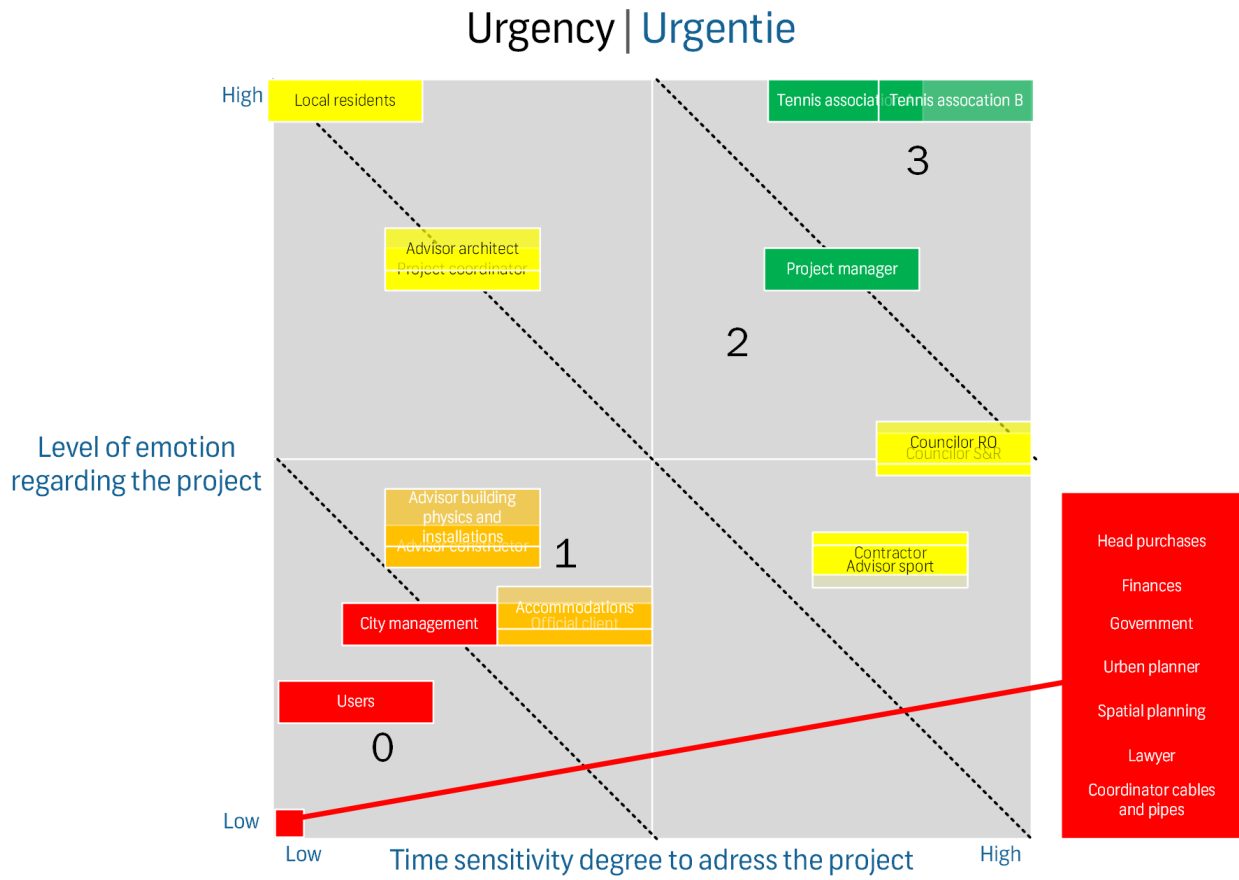 Urgency | Urgentie
High
Local residents
Tennis associati
Tennis assocation B
3
Advisor architect
Project coordinator
Project manager
2
Level of emotion
regarding the project
Councilor RO
Councilor S&R
Advisor building
physics and
installations
Advisor constructor
1
Contractor
Advisor sport
Accommodations
Official client
City management
Users
0
Head purchases
Finances
Government
Urben planner
Spatial planning
Lawyer
Coordinator cables
and pipes
Low
Low
Time sensitivity degree to adress the project
High